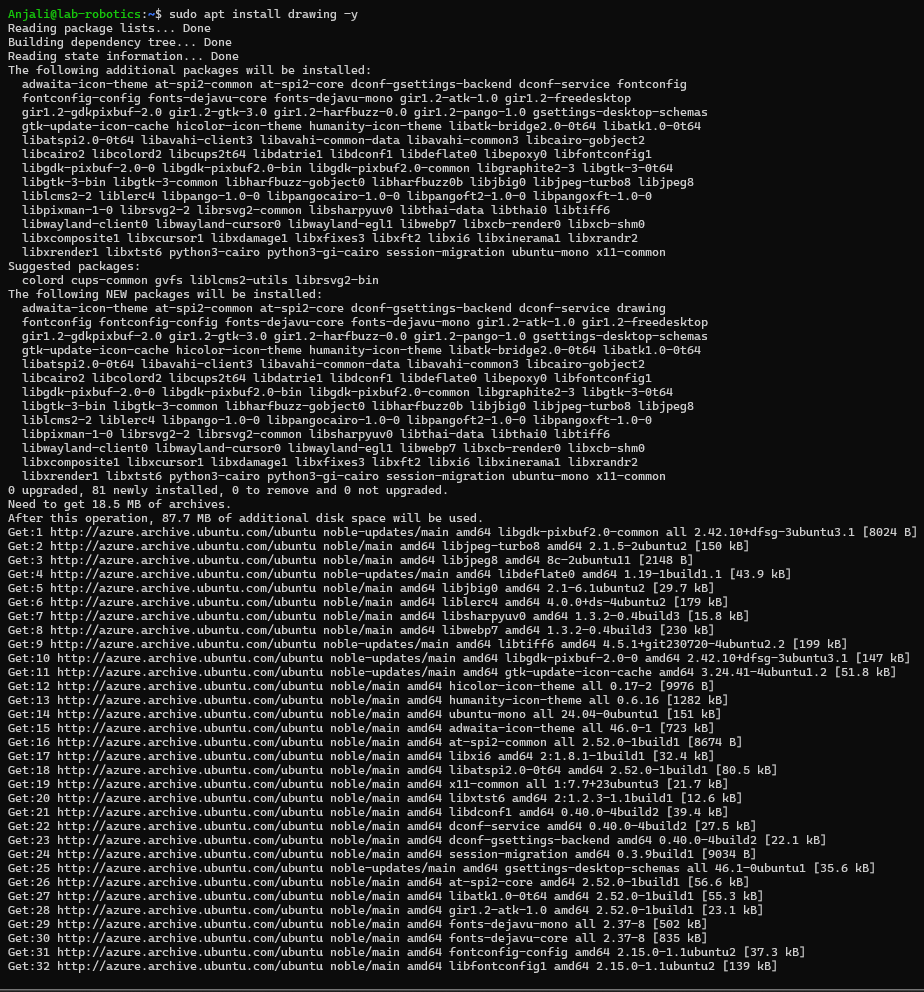 Anjali@lab-robotics:~$ sudo apt install drawing -y
Reading package lists... Done
Building dependency tree... Done
Reading state information... Done
The following additional packages will be installed:
  adwaita-icon-theme at-spi2-common at-spi2-core dconf-gsettings-backend dconf-service fontconfig
  fontconfig-config fonts-dejavu-core fonts-dejavu-mono gir1.2-atk-1.0 gir1.2-freedesktop
  gir1.2-gdkpixbuf-2.0 gir1.2-gtk-3.0 gir1.2-harfbuzz-0.0 gir1.2-pango-1.0 gsettings-desktop-schemas
  gtk-update-icon-cache hicolor-icon-theme humanity-icon-theme libatk-bridge2.0-0t64 libatk1.0-0t64
  libatspi2.0-0t64 libavahi-client3 libavahi-common-data libavahi-common3 libcairo-gobject2
  libcairo2 libcolord2 libcups2t64 libdatrie1 libdconf1 libdeflate0 libepoxy0 libfontconfig1
  libgdk-pixbuf-2.0-0 libgdk-pixbuf2.0-bin libgdk-pixbuf2.0-common libgraphite2-3 libgtk-3-0t64
  libgtk-3-bin libgtk-3-common libharfbuzz-gobject0 libharfbuzz0b libjbig0 libjpeg-turbo8 libjpeg8
  liblcms2-2 liblerc4 libpango-1.0-0 libpangocairo-1.0-0 libpangoft2-1.0-0 libpangoxft-1.0-0
  libpixman-1-0 librsvg2-2 librsvg2-common libsharpyuv0 libthai-data libthai0 libtiff6
  libwayland-client0 libwayland-cursor0 libwayland-egl1 libwebp7 libxcb-render0 libxcb-shm0
  libxcomposite1 libxcursor1 libxdamage1 libxfixes3 libxft2 libxi6 libxinerama1 libxrandr2
  libxrender1 libxtst6 python3-cairo python3-gi-cairo session-migration ubuntu-mono x11-common
Suggested packages:
  colord cups-common gvfs liblcms2-utils librsvg2-bin
The following NEW packages will be installed:
  adwaita-icon-theme at-spi2-common at-spi2-core dconf-gsettings-backend dconf-service drawing
  fontconfig fontconfig-config fonts-dejavu-core fonts-dejavu-mono gir1.2-atk-1.0 gir1.2-freedesktop
  gir1.2-gdkpixbuf-2.0 gir1.2-gtk-3.0 gir1.2-harfbuzz-0.0 gir1.2-pango-1.0 gsettings-desktop-schemas
  gtk-update-icon-cache hicolor-icon-theme humanity-icon-theme libatk-bridge2.0-0t64 libatk1.0-0t64
  libatspi2.0-0t64 libavahi-client3 libavahi-common-data libavahi-common3 libcairo-gobject2
  libcairo2 libcolord2 libcups2t64 libdatrie1 libdconf1 libdeflate0 libepoxy0 libfontconfig1
  libgdk-pixbuf-2.0-0 libgdk-pixbuf2.0-bin libgdk-pixbuf2.0-common libgraphite2-3 libgtk-3-0t64
  libgtk-3-bin libgtk-3-common libharfbuzz-gobject0 libharfbuzz0b libjbig0 libjpeg-turbo8 libjpeg8
  liblcms2-2 liblerc4 libpango-1.0-0 libpangocairo-1.0-0 libpangoft2-1.0-0 libpangoxft-1.0-0
  libpixman-1-0 librsvg2-2 librsvg2-common libsharpyuv0 libthai-data libthai0 libtiff6
  libwayland-client0 libwayland-cursor0 libwayland-egl1 libwebp7 libxcb-render0 libxcb-shm0
  libxcomposite1 libxcursor1 libxdamage1 libxfixes3 libxft2 libxi6 libxinerama1 libxrandr2
  libxrender1 libxtst6 python3-cairo python3-gi-cairo session-migration ubuntu-mono x11-common
0 upgraded, 81 newly installed, 0 to remove and 0 not upgraded.
Need to get 18.5 MB of archives.
After this operation, 87.7 MB of additional disk space will be used.
Get:1 http://azure.archive.ubuntu.com/ubuntu noble-updates/main amd64 libgdk-pixbuf2.0-common all 2.42.10+dfsg-3ubuntu3.1 [8024 B]
Get:2 http://azure.archive.ubuntu.com/ubuntu noble/main amd64 libjpeg-turbo8 amd64 2.1.5-2ubuntu2 [150 kB]
Get:3 http://azure.archive.ubuntu.com/ubuntu noble/main amd64 libjpeg8 amd64 8c-2ubuntu11 [2148 B]
Get:4 http://azure.archive.ubuntu.com/ubuntu noble-updates/main amd64 libdeflate0 amd64 1.19-1build1.1 [43.9 kB]
Get:5 http://azure.archive.ubuntu.com/ubuntu noble/main amd64 libjbig0 amd64 2.1-6.1ubuntu2 [29.7 kB]
Get:6 http://azure.archive.ubuntu.com/ubuntu noble/main amd64 liblerc4 amd64 4.0.0+ds-4ubuntu2 [179 kB]
Get:7 http://azure.archive.ubuntu.com/ubuntu noble/main amd64 libsharpyuv0 amd64 1.3.2-0.4build3 [15.8 kB]
Get:8 http://azure.archive.ubuntu.com/ubuntu noble/main amd64 libwebp7 amd64 1.3.2-0.4build3 [230 kB]
Get:9 http://azure.archive.ubuntu.com/ubuntu noble-updates/main amd64 libtiff6 amd64 4.5.1+git230720-4ubuntu2.2 [199 kB]
Get:10 http://azure.archive.ubuntu.com/ubuntu noble-updates/main amd64 libgdk-pixbuf-2.0-0 amd64 2.42.10+dfsg-3ubuntu3.1 [147 kB]
Get:11 http://azure.archive.ubuntu.com/ubuntu noble-updates/main amd64 gtk-update-icon-cache amd64 3.24.41-4ubuntu1.2 [51.8 kB]
Get:12 http://azure.archive.ubuntu.com/ubuntu noble/main amd64 hicolor-icon-theme all 0.17-2 [9976 B]
Get:13 http://azure.archive.ubuntu.com/ubuntu noble/main amd64 humanity-icon-theme all 0.6.16 [1282 kB]
Get:14 http://azure.archive.ubuntu.com/ubuntu noble/main amd64 ubuntu-mono all 24.04-0ubuntu1 [151 kB]
Get:15 http://azure.archive.ubuntu.com/ubuntu noble/main amd64 adwaita-icon-theme all 46.0-1 [723 kB]
Get:16 http://azure.archive.ubuntu.com/ubuntu noble/main amd64 at-spi2-common all 2.52.0-1build1 [8674 B]
Get:17 http://azure.archive.ubuntu.com/ubuntu noble/main amd64 libxi6 amd64 2:1.8.1-1build1 [32.4 kB]
Get:18 http://azure.archive.ubuntu.com/ubuntu noble/main amd64 libatspi2.0-0t64 amd64 2.52.0-1build1 [80.5 kB]
Get:19 http://azure.archive.ubuntu.com/ubuntu noble/main amd64 x11-common all 1:7.7+23ubuntu3 [21.7 kB]
Get:20 http://azure.archive.ubuntu.com/ubuntu noble/main amd64 libxtst6 amd64 2:1.2.3-1.1build1 [12.6 kB]
Get:21 http://azure.archive.ubuntu.com/ubuntu noble/main amd64 libdconf1 amd64 0.40.0-4build2 [39.4 kB]
Get:22 http://azure.archive.ubuntu.com/ubuntu noble/main amd64 dconf-service amd64 0.40.0-4build2 [27.5 kB]
Get:23 http://azure.archive.ubuntu.com/ubuntu noble/main amd64 dconf-gsettings-backend amd64 0.40.0-4build2 [22.1 kB]
Get:24 http://azure.archive.ubuntu.com/ubuntu noble/main amd64 session-migration amd64 0.3.9build1 [9034 B]
Get:25 http://azure.archive.ubuntu.com/ubuntu noble-updates/main amd64 gsettings-desktop-schemas all 46.1-0ubuntu1 [35.6 kB]
Get:26 http://azure.archive.ubuntu.com/ubuntu noble/main amd64 at-spi2-core amd64 2.52.0-1build1 [56.6 kB]
Get:27 http://azure.archive.ubuntu.com/ubuntu noble/main amd64 libatk1.0-0t64 amd64 2.52.0-1build1 [55.3 kB]
Get:28 http://azure.archive.ubuntu.com/ubuntu noble/main amd64 gir1.2-atk-1.0 amd64 2.52.0-1build1 [23.1 kB]
Get:29 http://azure.archive.ubuntu.com/ubuntu noble/main amd64 fonts-dejavu-mono all 2.37-8 [502 kB]
Get:30 http://azure.archive.ubuntu.com/ubuntu noble/main amd64 fonts-dejavu-core all 2.37-8 [835 kB]
Get:31 http://azure.archive.ubuntu.com/ubuntu noble/main amd64 fontconfig-config amd64 2.15.0-1.1ubuntu2 [37.3 kB]
Get:32 http://azure.archive.ubuntu.com/ubuntu noble/main amd64 libfontconfig1 amd64 2.15.0-1.1ubuntu2 [139 kB]